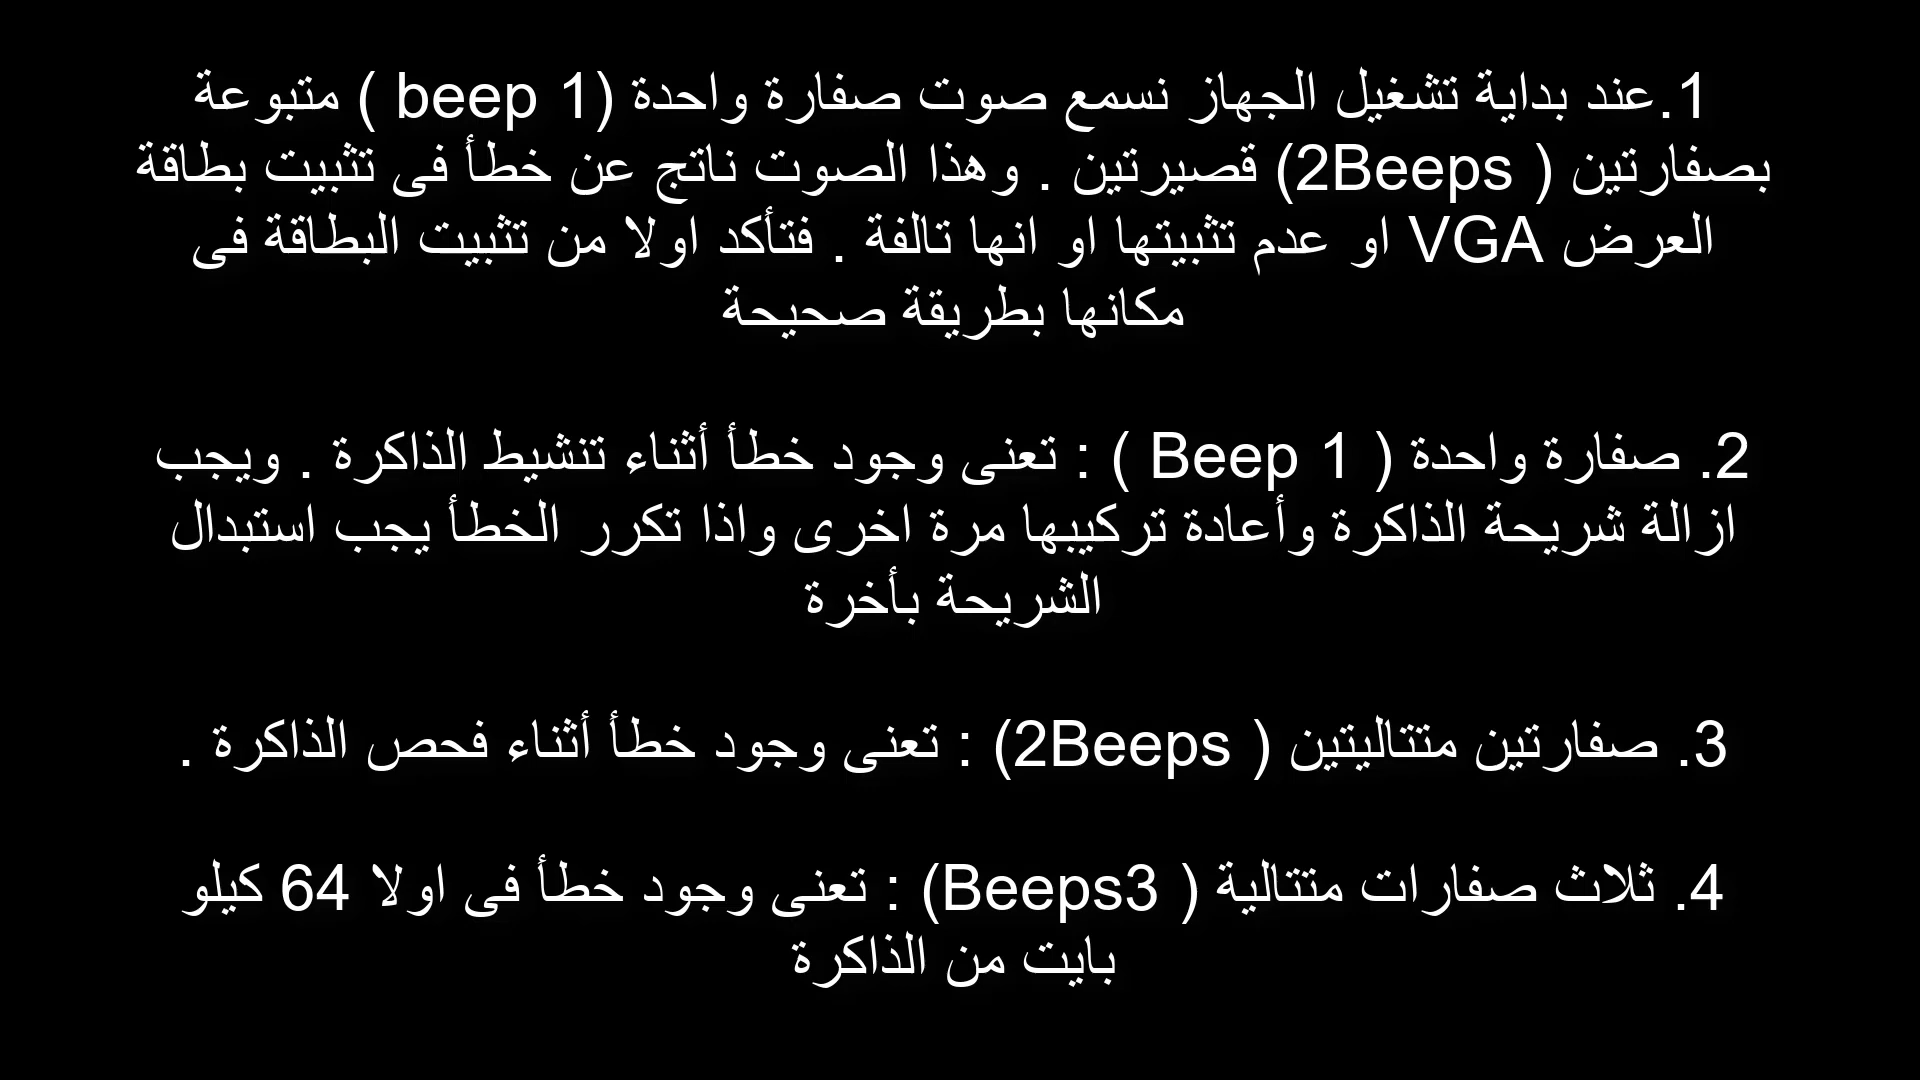 1.عند بداية تشغيل الجهاز نسمع صوت صفارة واحدة (1 beep ) متبوعة
بصفارتين ( 2Beeps) قصيرتين . وهذا الصوت ناتج عن خطأ فى تثبيت بطاقة
العرض VGA او عدم تثبيتها او انها تالفة . فتأكد اولا من تثبيت البطاقة فى
مكانها بطريقة صحيحة
2. صفارة واحدة ( 1 Beep ) : تعنى وجود خطأ أثناء تنشيط الذاكرة . ويجب
ازالة شريحة الذاكرة وأعادة تركيبها مرة اخرى واذا تكرر الخطأ يجب استبدال
الشريحة بأخرة
3. صفارتين متتاليتين ( 2Beeps) : تعنى وجود خطأ أثناء فحص الذاكرة .
4. ثلاث صفارات متتالية ( Beeps3) : تعنى وجود خطأ فى اولا 64 كيلو
بايت من الذاكرة